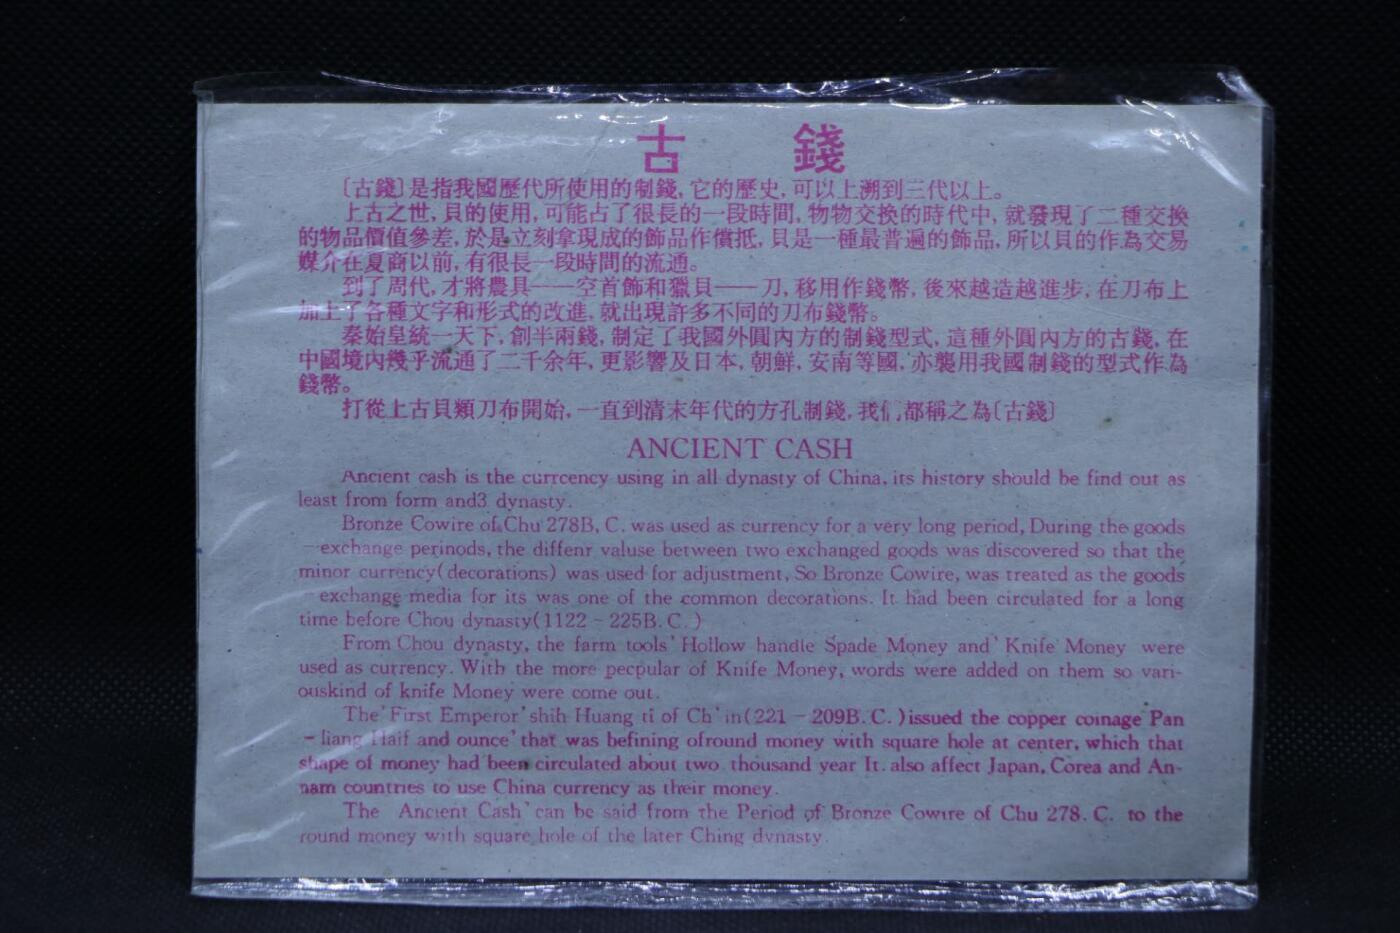 古 錢
〔古錢〕是指我國歷代所使用的制錢,它的歷史,可以上溯到三代以上。
上古之世,貝的使用,可能占了很長的一段時間,物物交換的時代中,就發現了二種交換
的物品價值參差,於是立刻拿現成的飾品作償抵,貝是一種最普遍的飾品,所以貝的作為交易
媒介在夏商以前,有很長一段時間的流通。
到了周代,才將農具——空首飾和獵貝——刀,移用作錢幣,後來越造越進步,在刀布上
加上了各種文字和形式的改進,就出現許多不同的刀布錢幣。
秦始皇統一天下,創半兩錢,制定了我國外圓內方的制錢型式,這種外圓內方的古錢,在
中國境內幾乎流通了二千余年,更影響及日本,朝鮮,安南等國,亦襲用我國制錢的型式作為
錢幣。
打從上古貝類刀布開始,一直到清末年代的方孔制錢,我们都稱之為〔古錢〕
ANCIENT CASH
Ancient cash is the currcency using in all dynasty of China, its history should be find out as
least from form and3 dynasty.
Bronze Cowire of Chu 278B. C. was used as currency for a very long period, During the goods
—exchange perinods, the diffenr valuse between two exchanged goods was discovered so that the
minor currency(decorations) was used for adjustment, So Bronze Cowire, was treated as the goods
—exchange media for its was one of the common decorations. It had been circulated for a long
time before Chou dynasty(1122－225B. C. )
From Chou dynasty, the farm tools' Hollow handle Spade Money and' Knife Money were
used as currency. With the more pecpular of Knife Money, words were added on them so vari-
ouskind of knife Money were come out.
The' First Emperor' shih Huang ti of Ch' in(221－209B. C. )issued the copper coinage Pan
－liang Haif and ounce' that was befining ofround money with square hole at center, which that
shape of money had been circulated about two thousand year It. also affect Japan, Corea and An-
nam countries to use China currency as their money.
The Ancient Cash' can be said from the Period of Bronze Cowire of Chu 278. C. to the
round money with square hole of the later Ching dynasty.